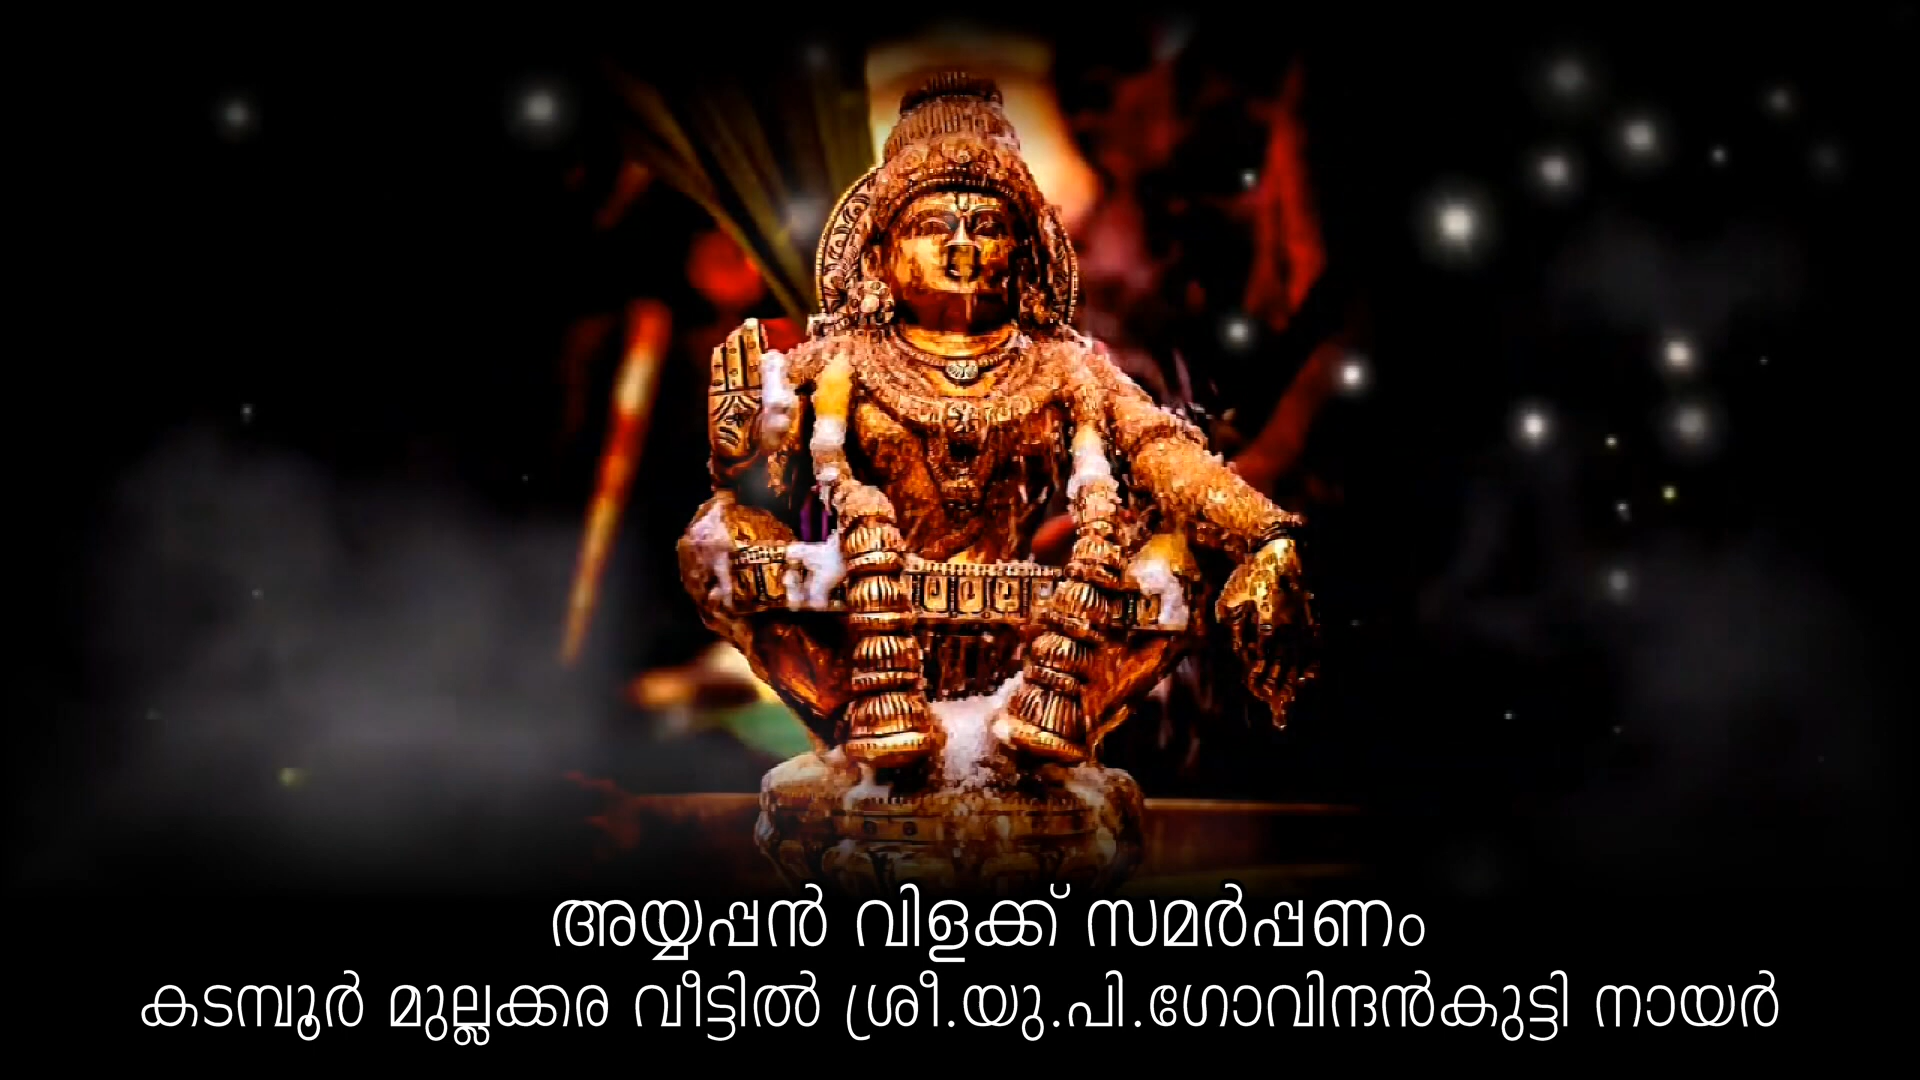 അയ്യപ്പൻ വിളക്ക് സമർപ്പണം
കടമ്പൂർ മുല്ലക്കര വീട്ടിൽ ശ്രീ.യു.പി.ഗോവിന്ദൻകുട്ടി നായർ